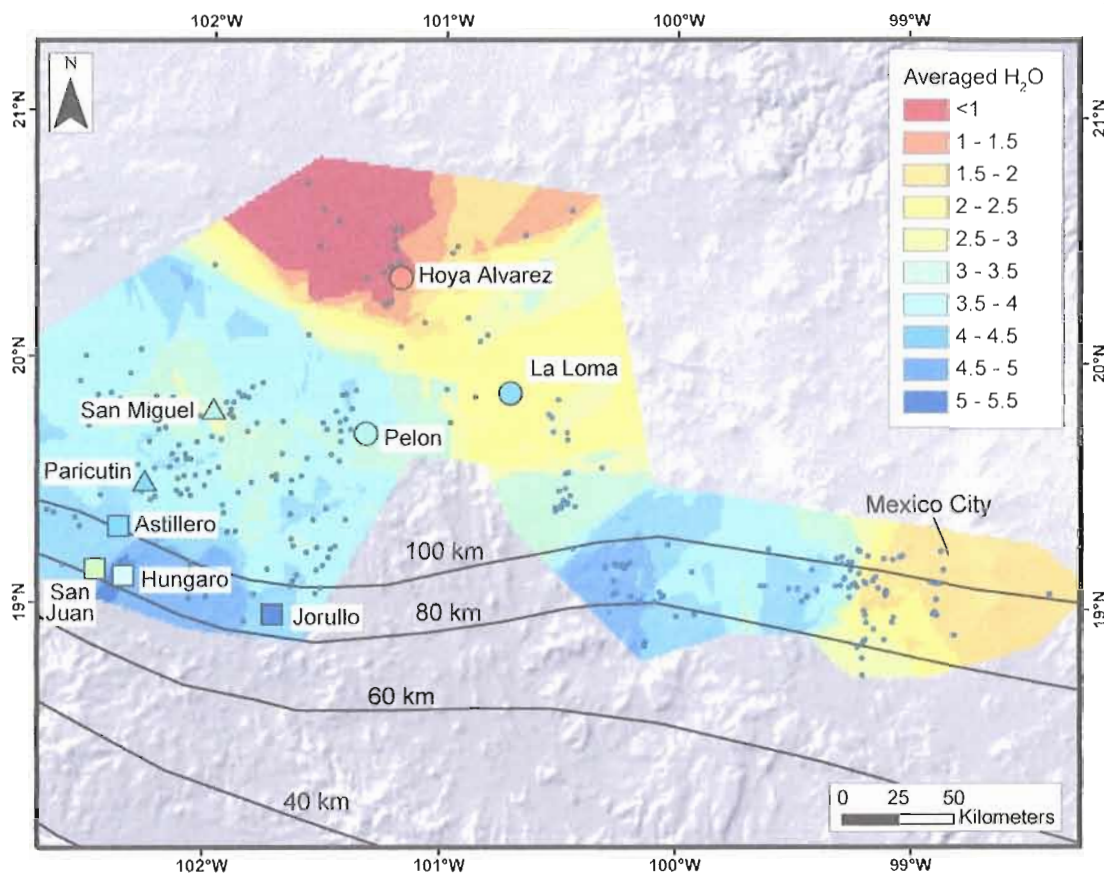 102°W 101°W 100°W 99°W
N
21°N
21°N
Averaged H₂O
<1
1 - 1.5
1.5 - 2
2 - 2.5
2.5 - 3
3 - 3.5
3.5 - 4
4 - 4.5
4.5 - 5
5 - 5.5
Hoya Alvarez
20°N
20°N
La Loma
San Miguel
Pelon
Paricutin
Mexico City
Astillero
100 km
Hungaro
San
Juan
Jorullo
80 km
19°N
19°N
60 km
40 km
0 25 50
Kilometers
102°W 101°W 100°W 99°W